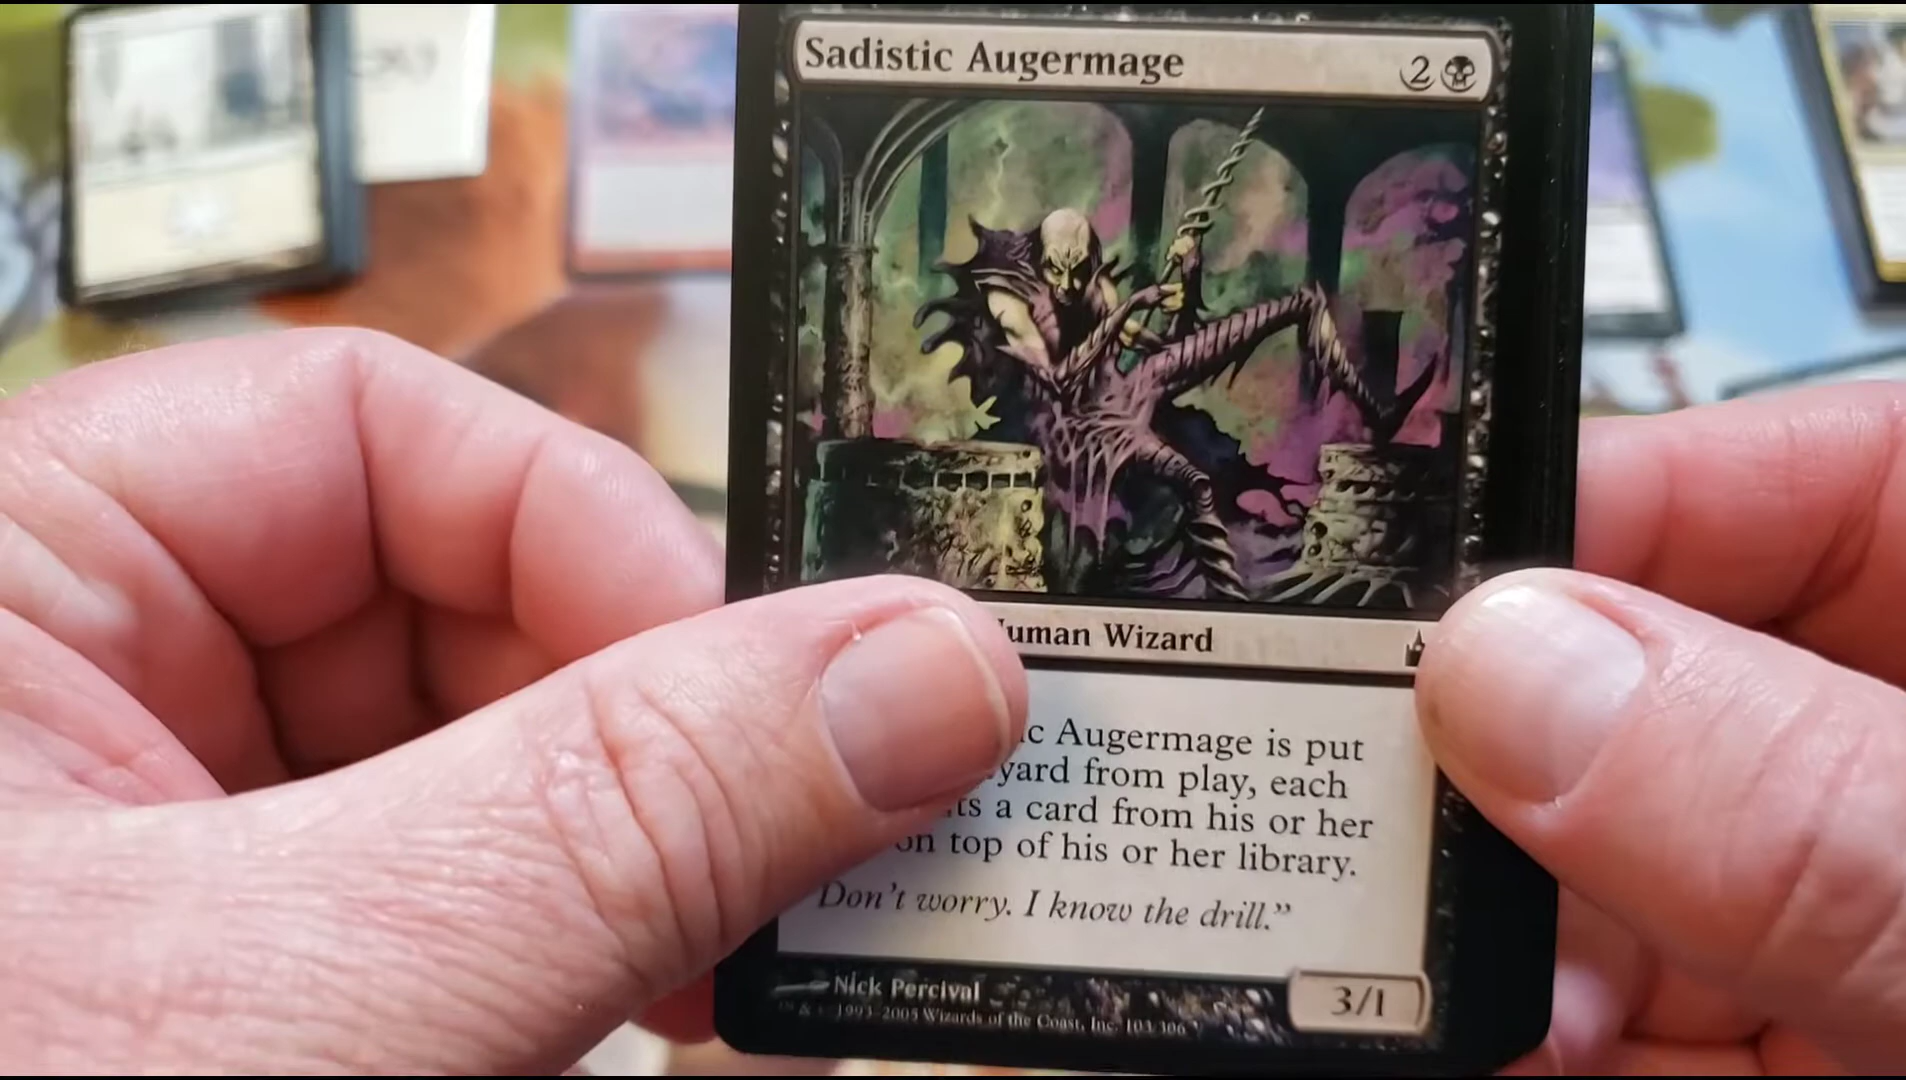 Sadistic Augermage 2
uman Wizard
ic Augermage is put
yard from play, each
ts a card from his or her
on top of his or her library.
Don't worry. I know the drill."
Nick Percival
3/1
& 1993-2005 Wizards of the Coast, Inc. 103/306